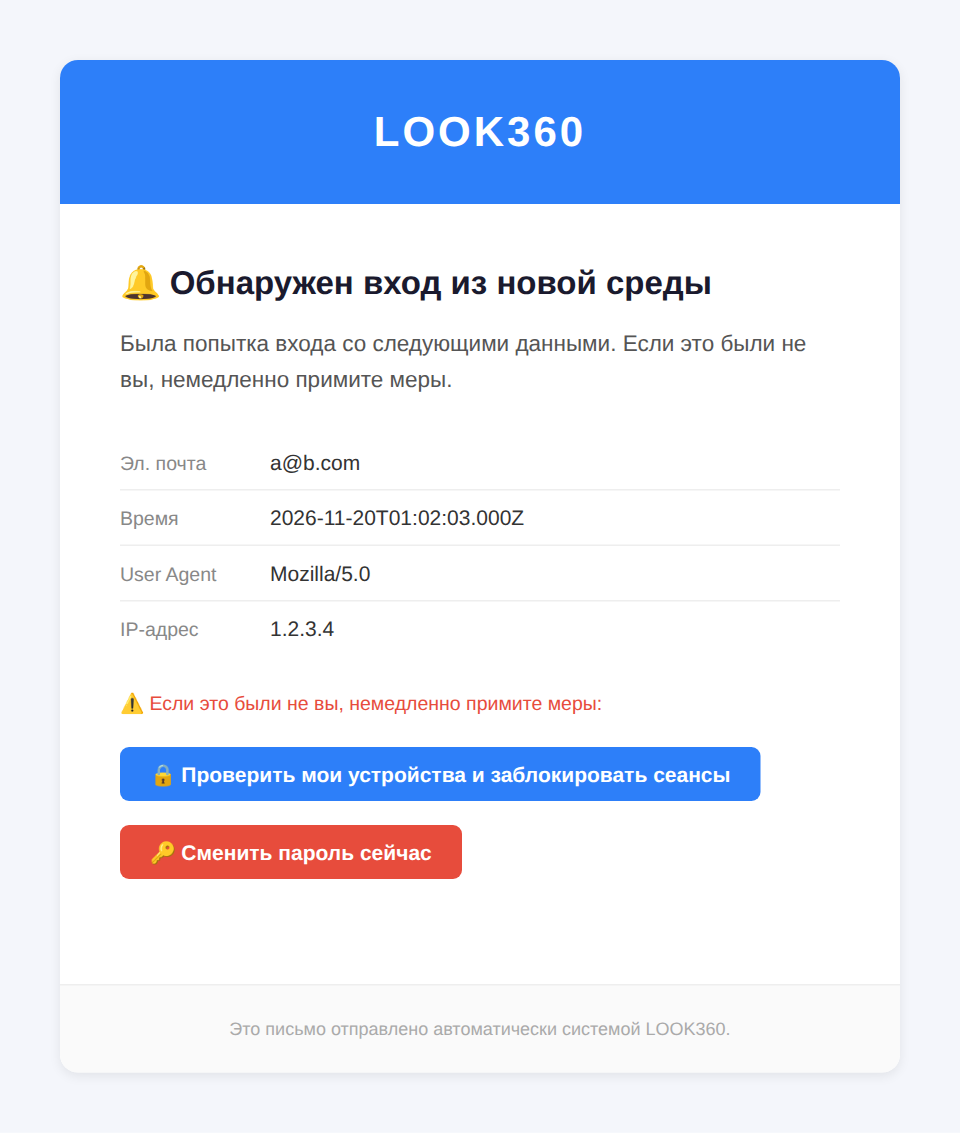 LOOK360
🔔 Обнаружен вход из новой среды
Была попытка входа со следующими данными. Если это были не
вы, немедленно примите меры.
Эл. почта a@b.com
Время 2026-11-20T01:02:03.000Z
User Agent Mozilla/5.0
IP-адрес 1.2.3.4
⚠️ Если это были не вы, немедленно примите меры:
🔒 Проверить мои устройства и заблокировать сеансы
🔑 Сменить пароль сейчас
Это письмо отправлено автоматически системой LOOK360.